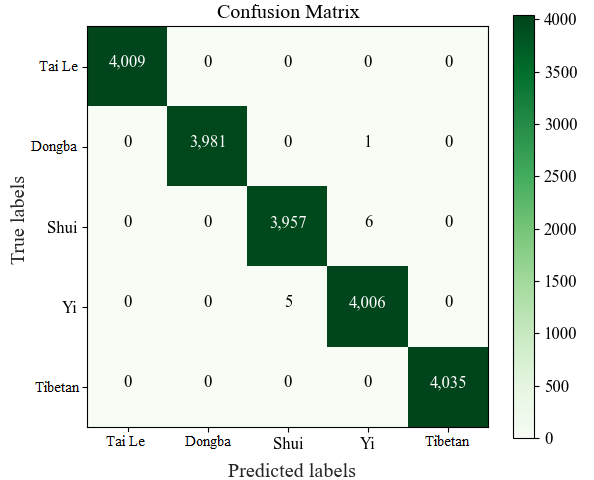 Confusion Matrix
Tai Le 4,009 0 0 0 0
Dongba 0 3,981 0 1 0
Shui 0 0 3,957 6 0
Yi 0 0 5 4,006 0
Tibetan 0 0 0 0 4,035
Tai Le Dongba Shui Yi Tibetan
Predicted labels
True labels
4000
3500
3000
2500
2000
1500
1000
500
0